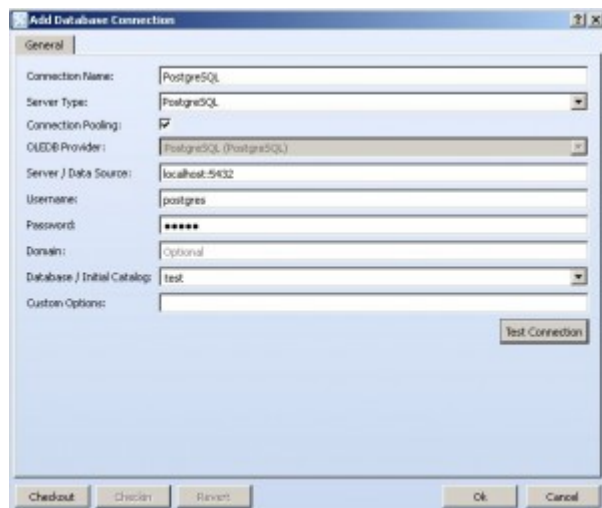 Add Database Connection
General
Connection Name: PostgreSQL
Server Type: PostgreSQL
Connection Pooling:
OLEDB Provider: PostgreSQL (PostgreSQL)
Server / Data Source: localhost:5432
Username: postgres
Password: •••••
Domain: Optional
Database / Initial Catalog: test
Custom Options:
Test Connection
Checkout Checkin Revert Ok Cancel